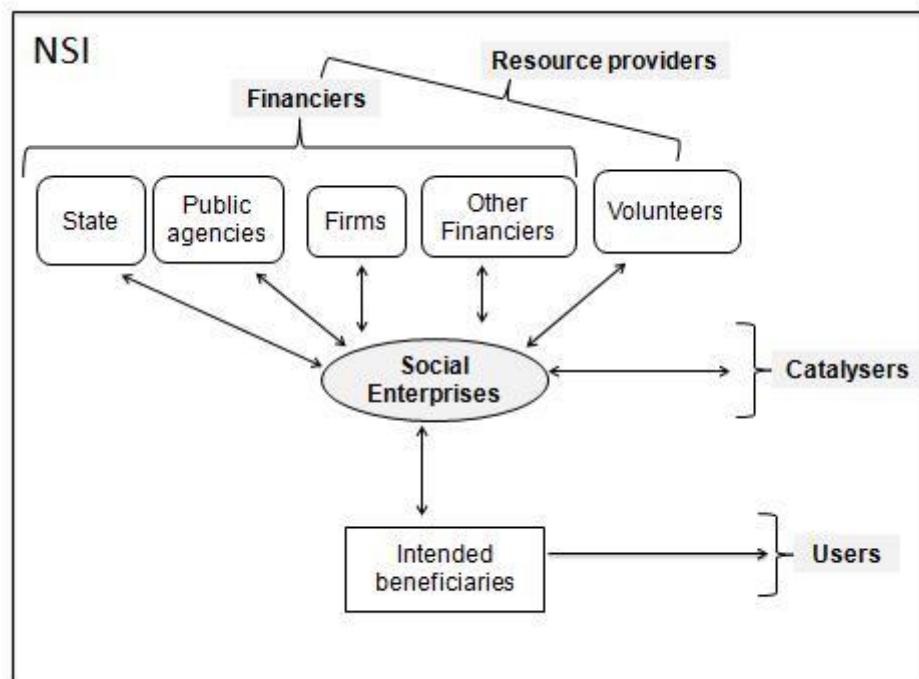 NSI
Resource providers
Financiers
State
Public
agencies
Firms
Other
Financiers
Volunteers
Social
Enterprises
Catalysers
Intended
beneficiaries
Users